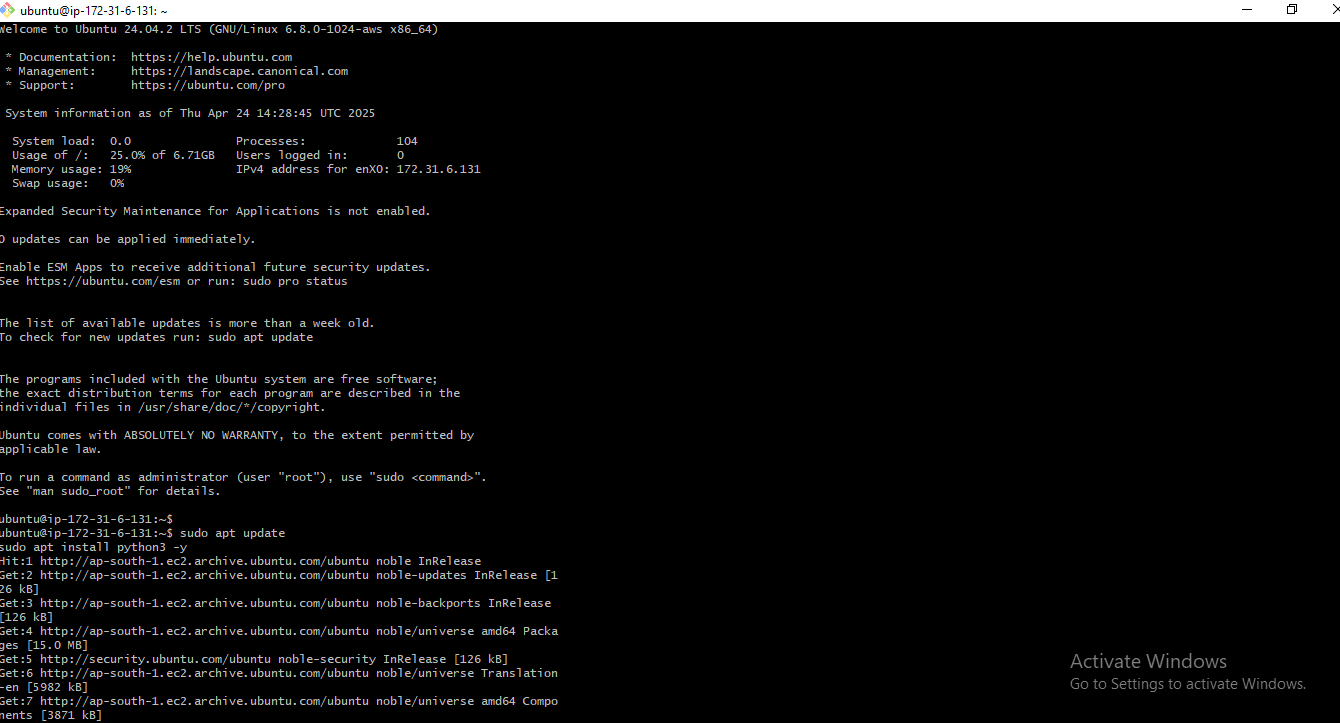 ubuntu@ip-172-31-6-131: ~
Welcome to Ubuntu 24.04.2 LTS (GNU/Linux 6.8.0-1024-aws x86_64)
* Documentation:  https://help.ubuntu.com
* Management:     https://landscape.canonical.com
* Support:        https://ubuntu.com/pro
System information as of Thu Apr 24 14:28:45 UTC 2025
System load:  0.0               Processes:             104
Usage of /:   25.0% of 6.71GB   Users logged in:       0
Memory usage: 19%               IPv4 address for enX0: 172.31.6.131
Swap usage:   0%
Expanded Security Maintenance for Applications is not enabled.
0 updates can be applied immediately.
Enable ESM Apps to receive additional future security updates.
See https://ubuntu.com/esm or run: sudo pro status
The list of available updates is more than a week old.
To check for new updates run: sudo apt update
The programs included with the Ubuntu system are free software;
the exact distribution terms for each program are described in the
individual files in /usr/share/doc/*/copyright.
Ubuntu comes with ABSOLUTELY NO WARRANTY, to the extent permitted by
applicable law.
To run a command as administrator (user "root"), use "sudo <command>".
See "man sudo_root" for details.
ubuntu@ip-172-31-6-131:~$
ubuntu@ip-172-31-6-131:~$ sudo apt update
sudo apt install python3 -y
Hit:1 http://ap-south-1.ec2.archive.ubuntu.com/ubuntu noble InRelease
Get:2 http://ap-south-1.ec2.archive.ubuntu.com/ubuntu noble-updates InRelease [1
26 kB]
Get:3 http://ap-south-1.ec2.archive.ubuntu.com/ubuntu noble-backports InRelease
[126 kB]
Get:4 http://ap-south-1.ec2.archive.ubuntu.com/ubuntu noble/universe amd64 Packa
ges [15.0 MB]
Get:5 http://security.ubuntu.com/ubuntu noble-security InRelease [126 kB]
Get:6 http://ap-south-1.ec2.archive.ubuntu.com/ubuntu noble/universe Translation
-en [5982 kB]
Get:7 http://ap-south-1.ec2.archive.ubuntu.com/ubuntu noble/universe amd64 Compo
nents [3871 kB]
Activate Windows
Go to Settings to activate Windows.